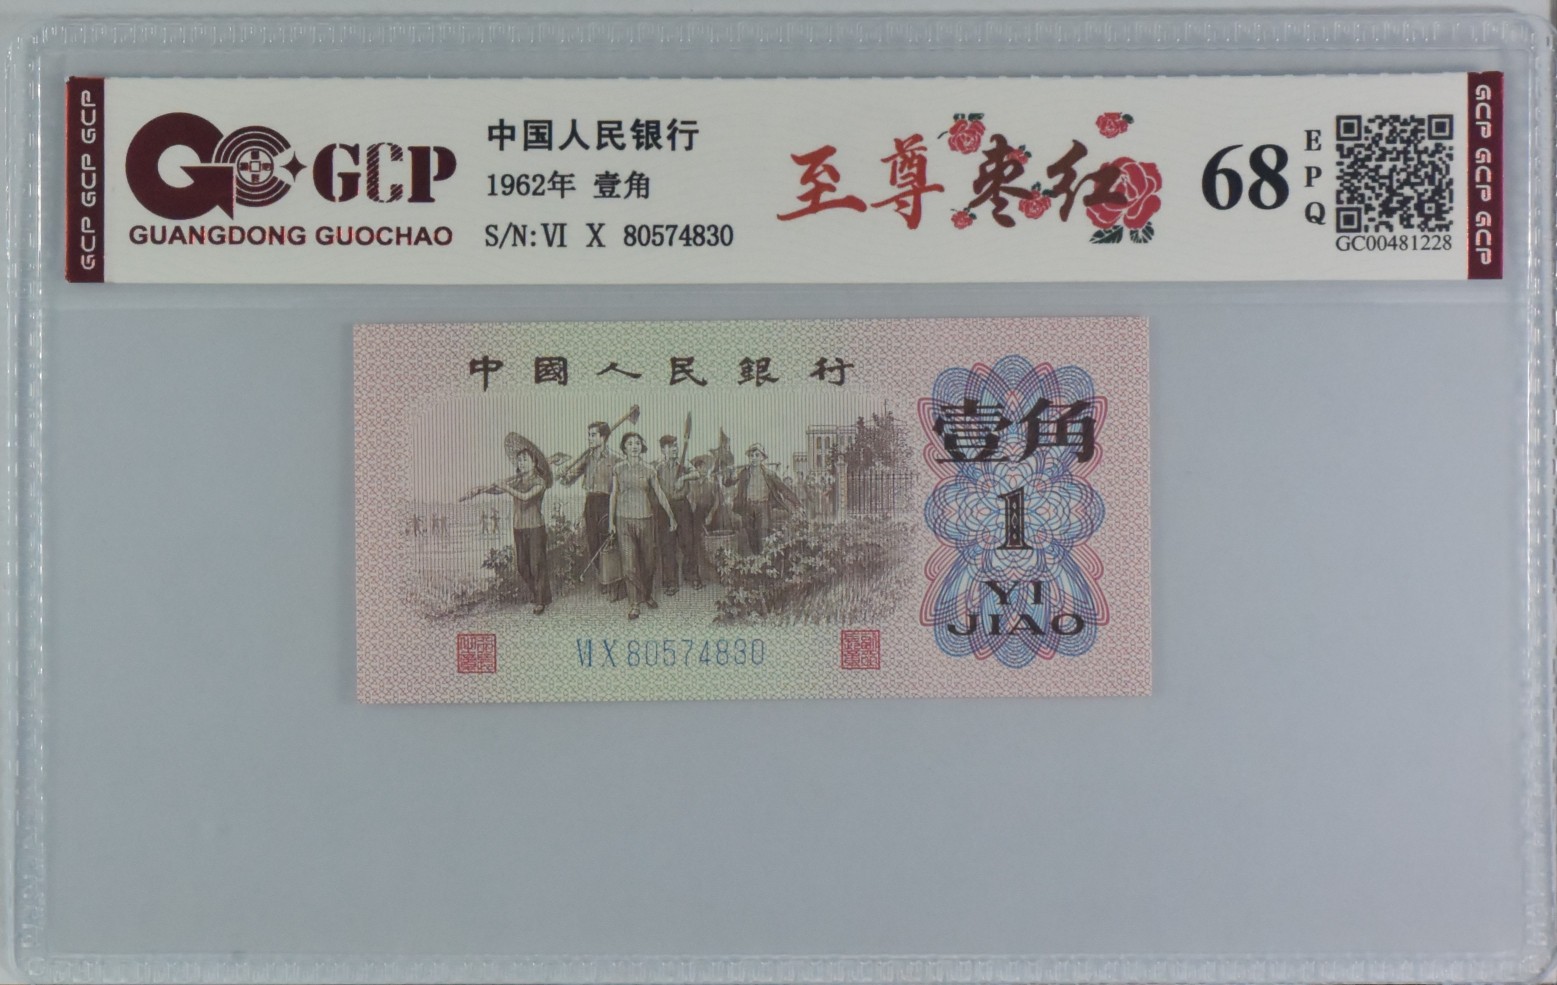 GCP GCP GCP
GCP
GUANGDONG GUOCHAO
中国人民银行
1962年 壹角
S/N:VI X 80574830
至尊枣红
68
EPQ
GC00481228
GCP GCP GCP
中國人民銀行
壹角
1
YI
JIAO
VI X 80574830